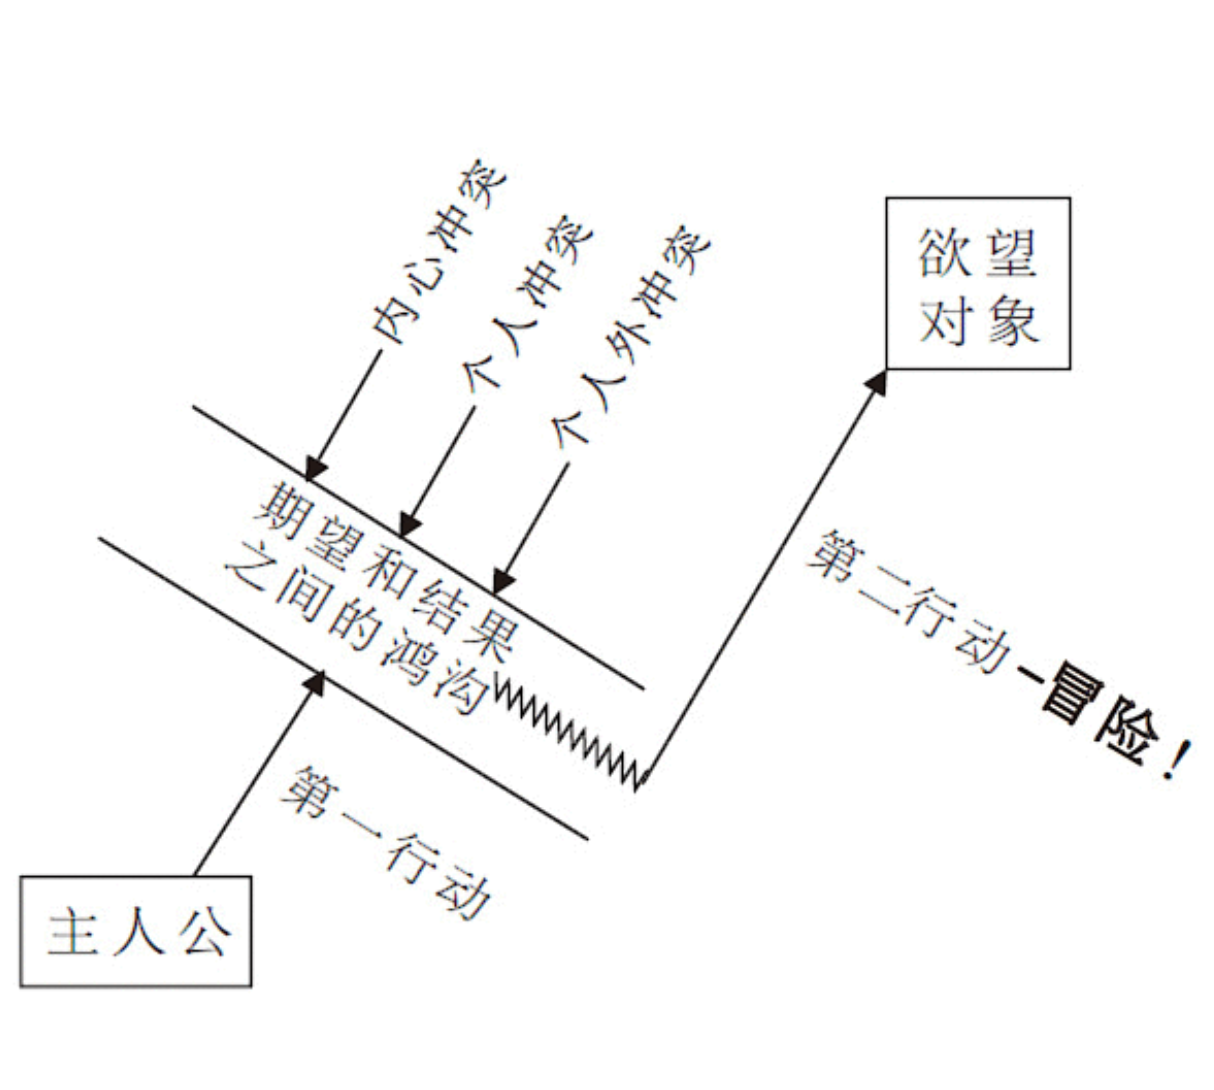 内心冲突
个人冲突
个人外冲突
欲望
对象
期望和结果
之间的鸿沟
第二行动–冒险！
第一行动
主人公